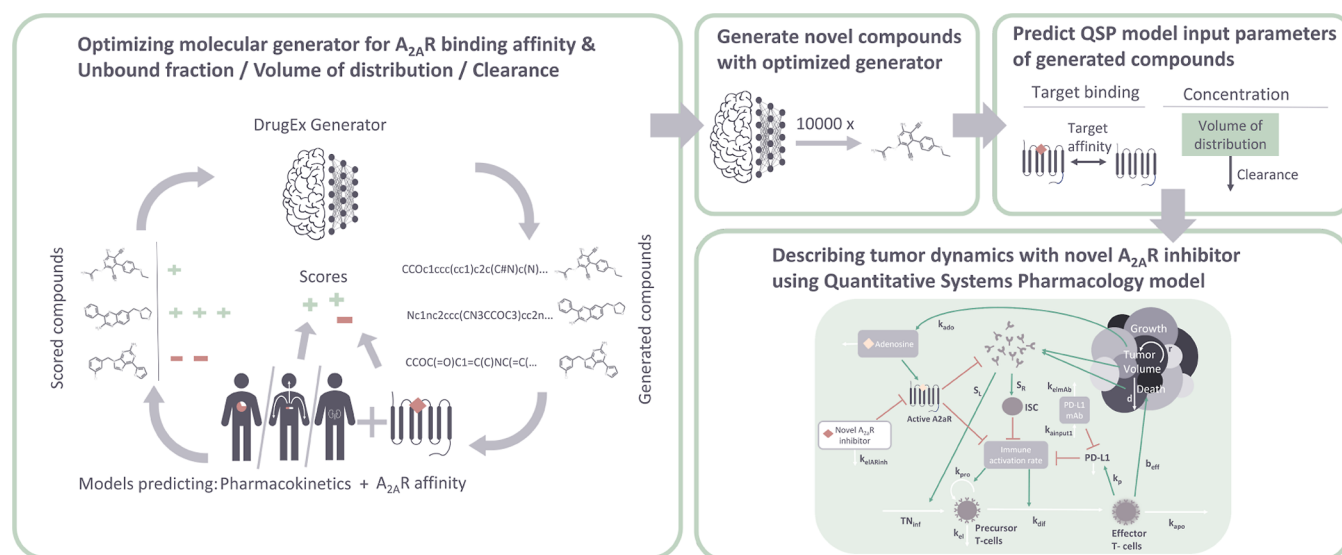 Optimizing molecular generator for A2AR binding affinity &
Unbound fraction / Volume of distribution / Clearance
DrugEx Generator
Scored compounds
Scores
CCOc1ccc(cc1)c2c(C#N)c(N)...
Nc1nc2ccc(CN3CCOC3)cc2n...
CCOC(=O)C1=C(C)NC(=C(...
Generated compounds
Models predicting: Pharmacokinetics + A2AR affinity
Generate novel compounds
with optimized generator
10000 x
Predict QSP model input parameters
of generated compounds
Target binding
Concentration
Target
affinity
Volume of
distribution
Clearance
Describing tumor dynamics with novel A2AR inhibitor
using Quantitative Systems Pharmacology model
kado
Adenosine
Growth
Tumor
Volume
r
Death
d
SL
SR
kelmAb
ISC
PD-L1
mAb
Active A2aR
Novel A2aR
inhibitor
kainput1
kelARinh
Immune
activation rate
PD-L1
kpro
beff
kp
TNinf
kel
Precursor
T-cells
kdif
Effector
T- cells
kapo